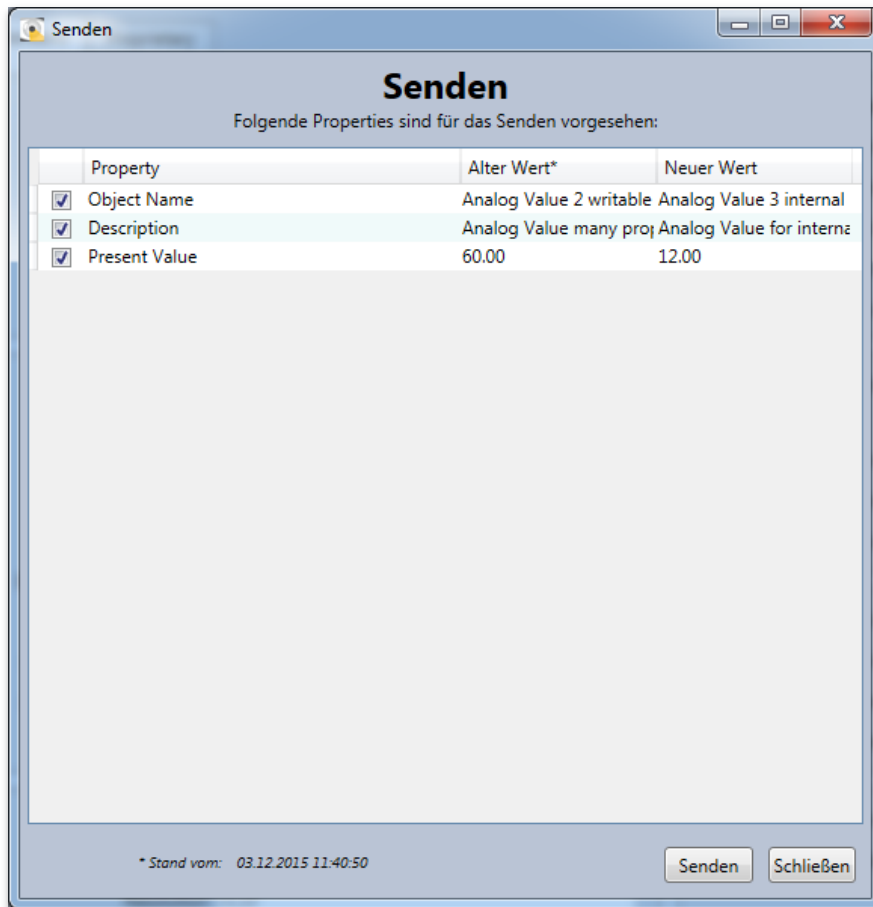 Senden
Senden
Folgende Properties sind für das Senden vorgesehen:
Property Alter Wert* Neuer Wert
Object Name Analog Value 2 writable Analog Value 3 internal
Description Analog Value many Analog Value for
Present Value 60.00 12.00
* Stand vom: 03.12.2015 11:40:50
Senden Schließen